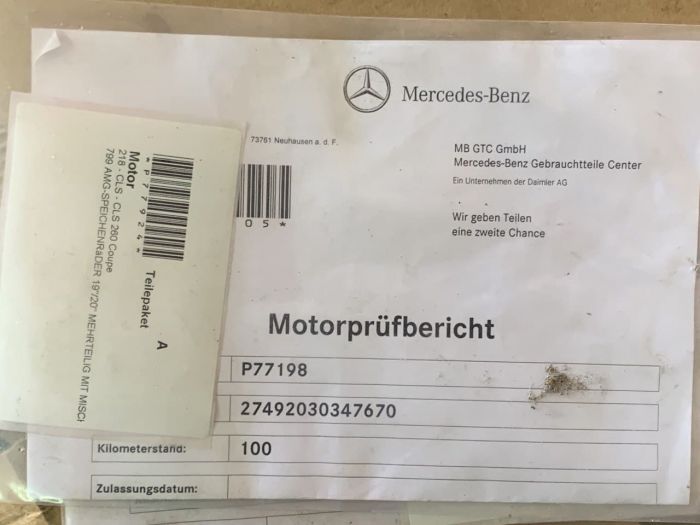 Mercedes-Benz
73761 Neuhausen a. d. F.
MB GTC GmbH
Mercedes-Benz Gebrauchtteile Center
Ein Unternehmen der Daimler AG
Wir geben Teilen
eine zweite Chance
05*
Motorprüfbericht
P77198
27492030347670
Kilometerstand: 100
Zulassungsdatum:
*P77924*
Teilepaket A
Motor
218 - CLS - CLS 260 Coupe
799 AMG-SPEICHENRäDER 19"/20" MEHRTEILIG MIT MISCH